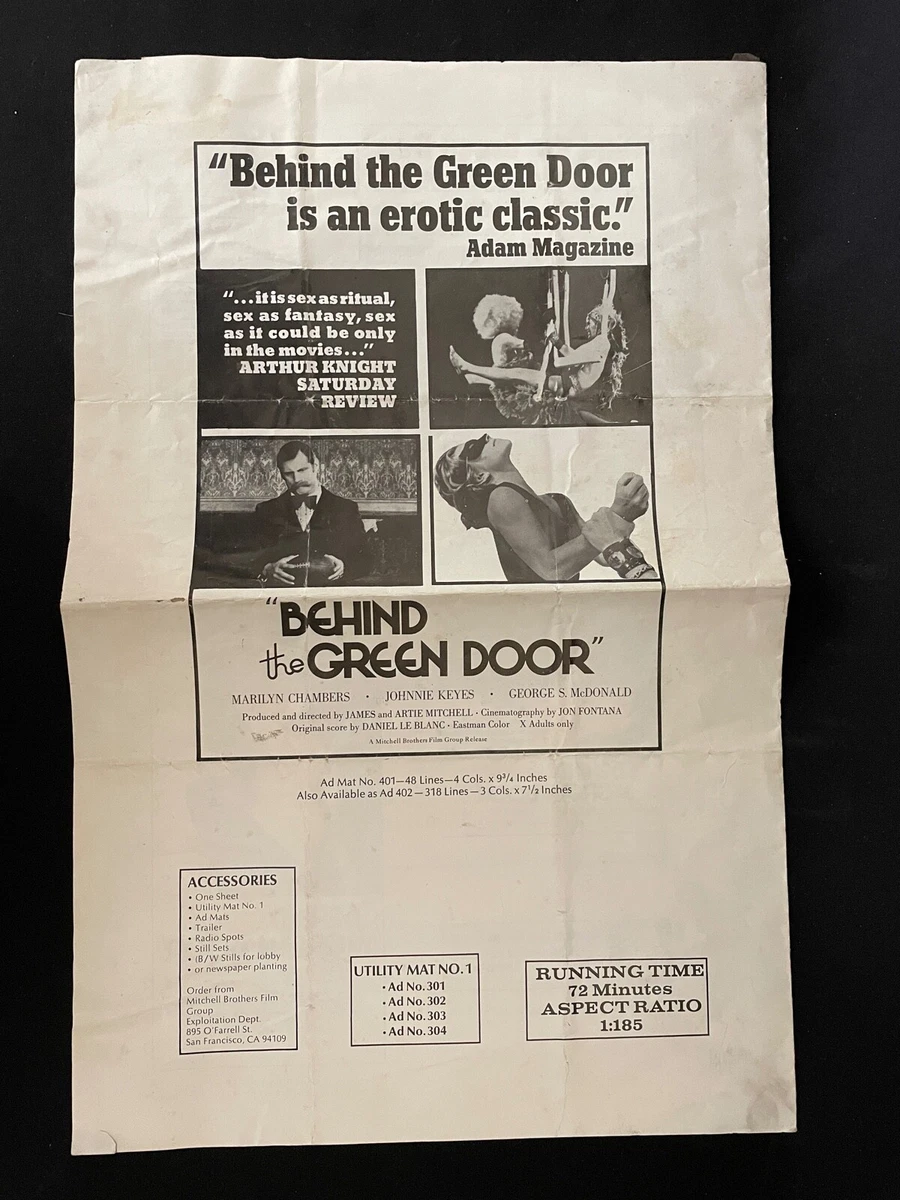 “Behind the Green Door
is an erotic classic.”
Adam Magazine
“...it is sex as ritual,
sex as fantasy, sex
as it could be only
in the movies...”
ARTHUR KNIGHT
SATURDAY
REVIEW
“BEHIND
the GREEN DOOR”
MARILYN CHAMBERS • JOHNNIE KEYES • GEORGE S. McDONALD
Produced and directed by JAMES and ARTIE MITCHELL • Cinematography by JON FONTANA
Original score by DANIEL LE BLANC • Eastman Color X Adults only
A Mitchell Brothers Film Group Release
Ad Mat No. 401—48 Lines—4 Cols. x 9 3/4 Inches
Also Available as Ad 402—318 Lines—3 Cols. x 7 1/2 Inches
ACCESSORIES
• One Sheet
• Utility Mat No. 1
• Ad Mats
• Trailer
• Radio Spots
• Still Sets
• (B/W Stills for lobby
• or newspaper planting
Order from
Mitchell Brothers Film
Group
Exploitation Dept.
895 O'Farrell St.
San Francisco, CA 94109
UTILITY MAT NO. 1
• Ad No. 301
• Ad No. 302
• Ad No. 303
• Ad No. 304
RUNNING TIME
72 Minutes
ASPECT RATIO
1:185